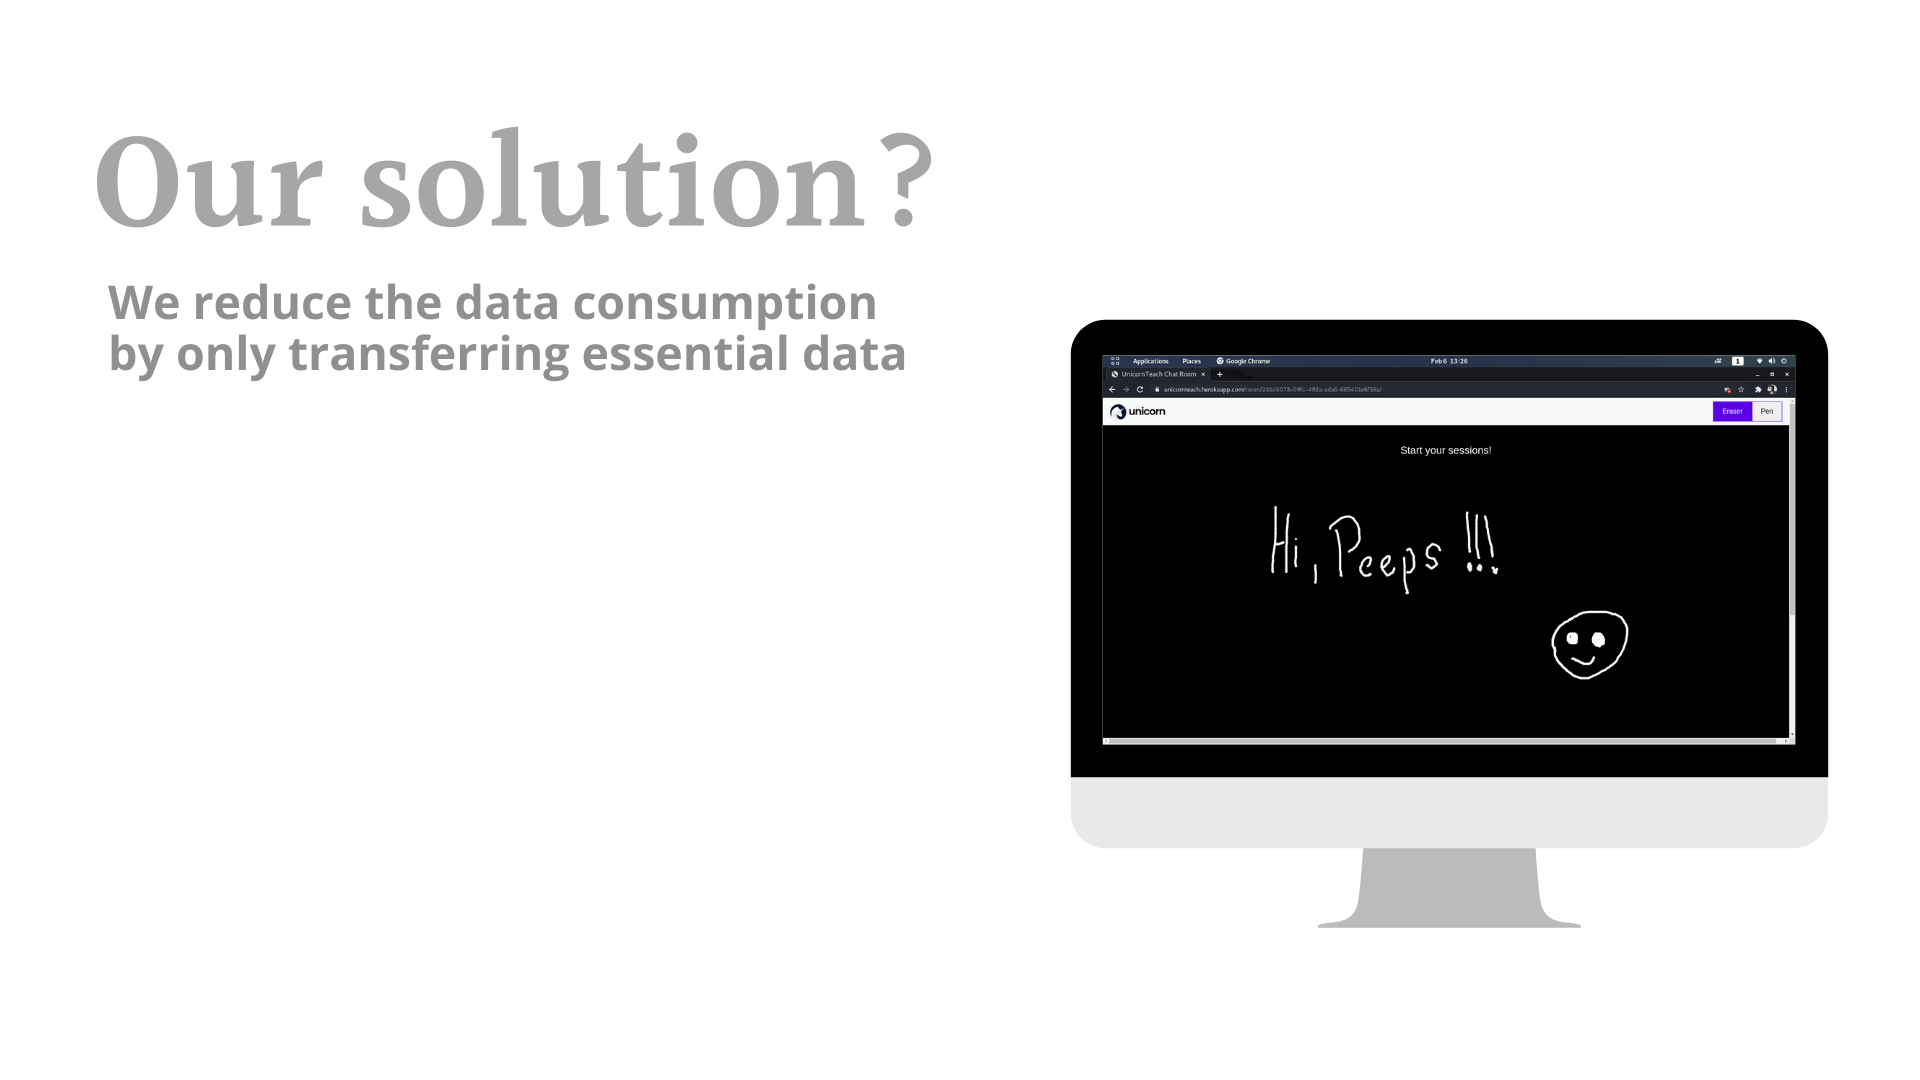 Our solution?
We reduce the data consumption
by only transferring essential data
Applications Places Google Chrome Feb 6 13:26 1
UnicornTeach Chat Room
unicorn
Eraser Pen
Start your sessions!
Hi, Peeps !!!